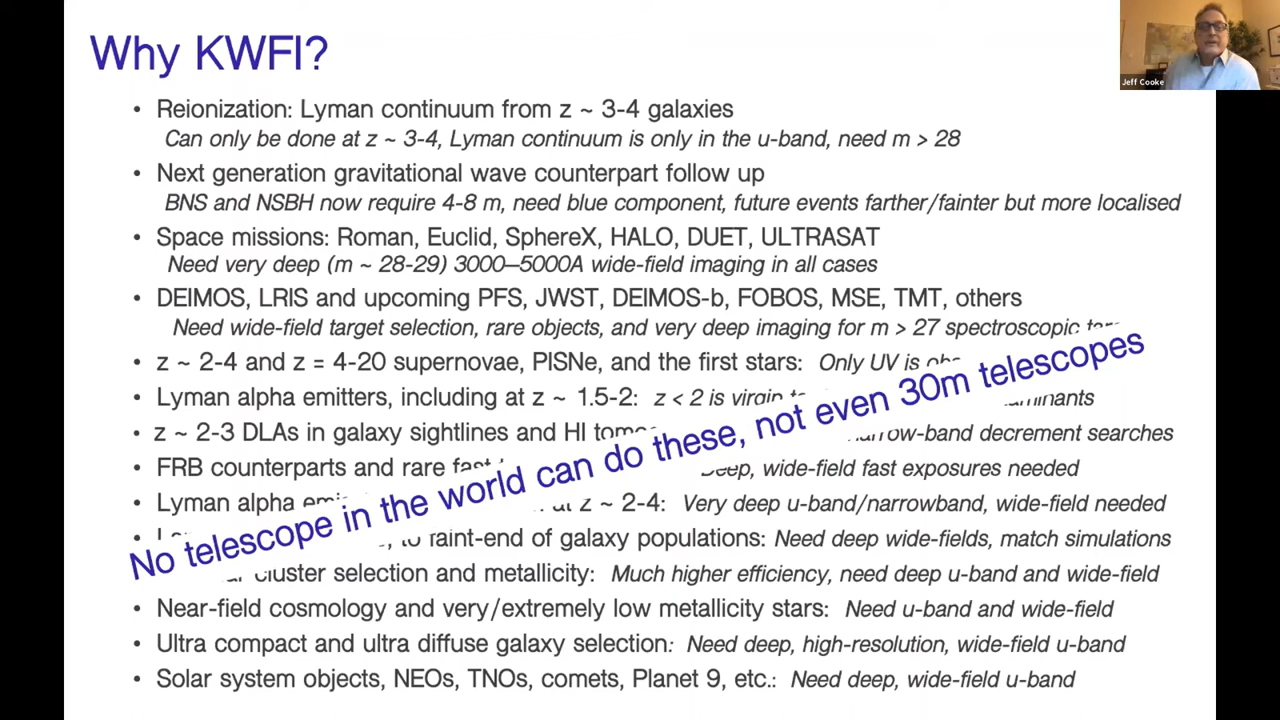 Why KWFI?
Jeff Cooke
• Reionization: Lyman continuum from z ~ 3-4 galaxies
Can only be done at z ~ 3-4, Lyman continuum is only in the u-band, need m > 28
• Next generation gravitational wave counterpart follow up
BNS and NSBH now require 4-8 m, need blue component, future events farther/fainter but more localised
• Space missions: Roman, Euclid, SphereX, HALO, DUET, ULTRASAT
Need very deep (m ~ 28-29) 3000–5000A wide-field imaging in all cases
• DEIMOS, LRIS and upcoming PFS, JWST, DEIMOS-b, FOBOS, MSE, TMT, others
Need wide-field target selection, rare objects, and very deep imaging for m > 27 spectroscopic
• z ~ 2-4 and z = 4-20 supernovae, PISNe, and the first stars: Only UV is
• Lyman alpha emitters, including at z ~ 1.5-2: z < 2 is virgin
• z ~ 2-3 DLAs in galaxy sightlines and HI narrow-band decrement searches
• FRB counterparts and rare Deep, wide-field fast exposures needed
• Lyman alpha at z ~ 2-4: Very deep u-band/narrowband, wide-field needed
• to faint-end of galaxy populations: Need deep wide-fields, match simulations
cluster selection and metallicity: Much higher efficiency, need deep u-band and wide-field
• Near-field cosmology and very/extremely low metallicity stars: Need u-band and wide-field
• Ultra compact and ultra diffuse galaxy selection: Need deep, high-resolution, wide-field u-band
• Solar system objects, NEOs, TNOs, comets, Planet 9, etc.: Need deep, wide-field u-band
No telescope in the world can do these, not even 30m telescopes